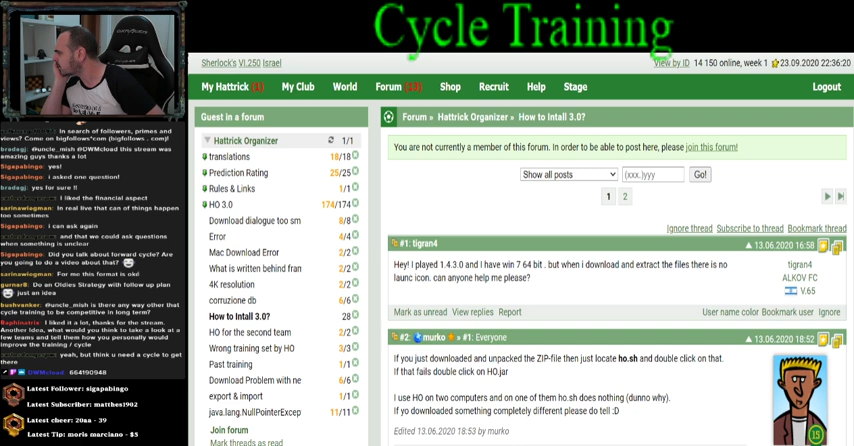 Cycle Training
Sherlock's VI.250 Israel
View by ID 14 150 online, week 1 23.09.2020 22:36:20
My Hattrick (1) My Club World Forum (13) Shop Recruit Help Stage Logout
In search of followers, primes and
views? Come on bigfollows*com (bigfollows . com)!
bradagj: @uncle_mish @DWMcloud this stream was
amazing guys thanks a lot
Sigapabingo: yes!
Sigapabingo: i asked one question!
bradagj: yes for sure !!
I liked the financial aspect
sarinawiegman: In real live that can of things happen
too sometimes
Sigapabingo: i can ask again
and that we could ask questions
when something is unclear
Sigapabingo: Did you talk about forward cycle? Are
you going to do a video about that?
sarinawiegman: For me this format is oké
gurner8: Do an Oldies Strategy with follow up plan
just an idea
bushvanker: @uncle_mish is there any way other that
cycle training to be competitive in long term?
Raphinatrix: I liked it a lot, thanks for the stream.
Another idea, what would you think to take a look at a
few teams and tell them how you personally would
improve the training / cycle
yeah, but think u need a cycle to get
there
DWMcloud: 664190948
Latest Follower: sigapabingo
Latest Subscriber: matthes1902
Latest cheer: 20aa - 39
Latest Tip: moris marciano - $5
Guest in a forum
Hattrick Organizer 1/1
translations 18/18
Prediction Rating 25/25
Rules & Links 1/1
HO 3.0 174/174
Download dialogue too sm 8/8
Error 4/4
Mac Download Error 2/2
What is written behind fran 2/2
4K resolution 2/2
corruzione db 6/6
How to Intall 3.0? 28
HO for the second team 2/2
Wrong training set by HO 3/3
Past training 1/1
Download Problem with ne 6/6
export & import 1/1
java.lang.NullPointerExcep 11/11
Join forum
Mark threads as read
Forum » Hattrick Organizer » How to Intall 3.0?
You are not currently a member of this forum. In order to be able to post here, please join this forum!
Show all posts (xxx.)yyy Go!
1 2
Ignore thread Subscribe to thread Bookmark thread
#1: tigran4 13.06.2020 16:58
Hey! I played 1.4.3.0 and I have win 7 64 bit . but when i download and extract the files there is no
launc icon. can anyone help me please?
tigran4
ALKOV FC
V.65
Mark as unread View replies Report User name color Bookmark user Ignore
#2: murko » #1: Everyone 13.06.2020 18:52
If you just downloaded and unpacked the ZIP-file then just locate ho.sh and double click on that.
If that fails double click on HO.jar
I use HO on two computers and on one of them ho.sh does nothing (dunno why).
If yo downloaded something completely different please do tell :D
Edited 13.06.2020 18:53 by murko
15